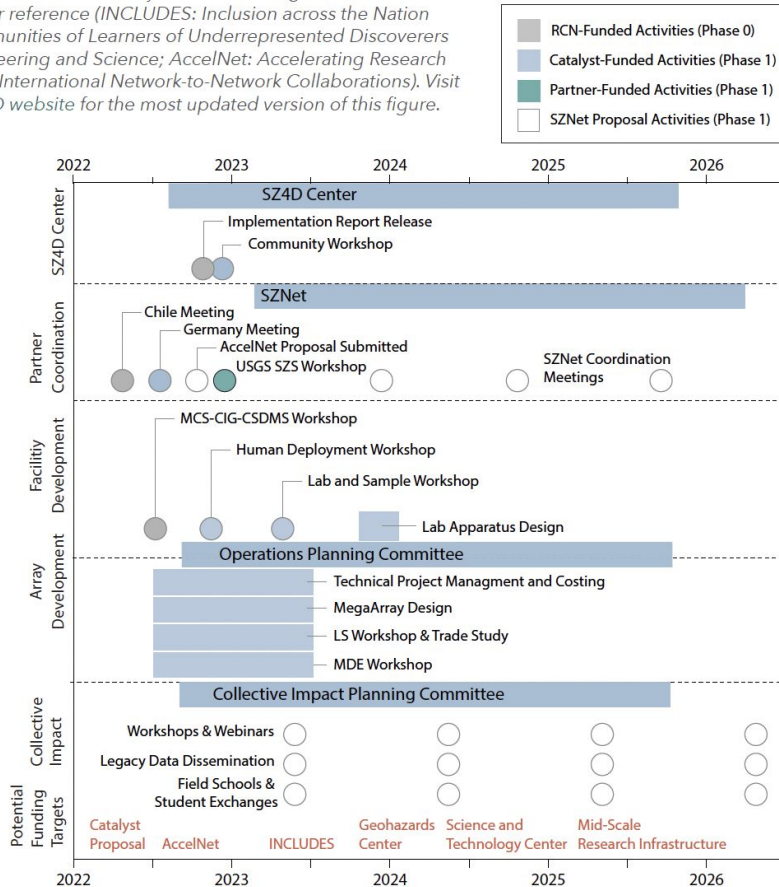 r reference (INCLUDES: Inclusion across the Nation
nunities of Learners of Underrepresented Discoverers
eering and Science; AccelNet: Accelerating Research
International Network-to-Network Collaborations). Visit
website for the most updated version of this figure.
RCN-Funded Activities (Phase 0)
Catalyst-Funded Activities (Phase 1)
Partner-Funded Activities (Phase 1)
SZNet Proposal Activities (Phase 1)
2022 2023 2024 2025 2026
SZ4D Center
SZ4D Center
Implementation Report Release
Community Workshop
Partner
Coordination
SZNet
Chile Meeting
Germany Meeting
AccelNet Proposal Submitted
USGS SZS Workshop
SZNet Coordination
Meetings
Facilitiy
Development
MCS-CIG-CSDMS Workshop
Human Deployment Workshop
Lab and Sample Workshop
Lab Apparatus Design
Array
Development
Operations Planning Committee
Technical Project Managment and Costing
MegaArray Design
LS Workshop & Trade Study
MDE Workshop
Collective
Impact
Collective Impact Planning Committee
Workshops & Webinars
Legacy Data Dissemination
Field Schools &
Student Exchanges
Potential
Funding
Targets
Catalyst
Proposal
AccelNet
INCLUDES
Geohazards
Center
Science and
Technology Center
Mid-Scale
Research Infrastructure
2022 2023 2024 2025 2026